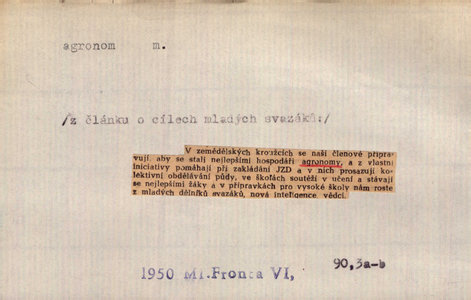 agronom m.
/z článku o cílech mladých svazáků:/
V zemědělských kroužcích se naši členové připra-
vují, aby se stali nejlepšími hospodáři agronomy, a z vlastní
iniciativy pomáhají při zakládání JZD a v nich prosazují ko-
lektivní obdělávání půdy, ve školách soutěží v učení a stávají
se nejlepšími žáky a v přípravkách pro vysoké školy nám roste
z mladých dělníků svazáků, nová inteligence, vědci.
1950 Ml.Fronta VI, 90,3a-b